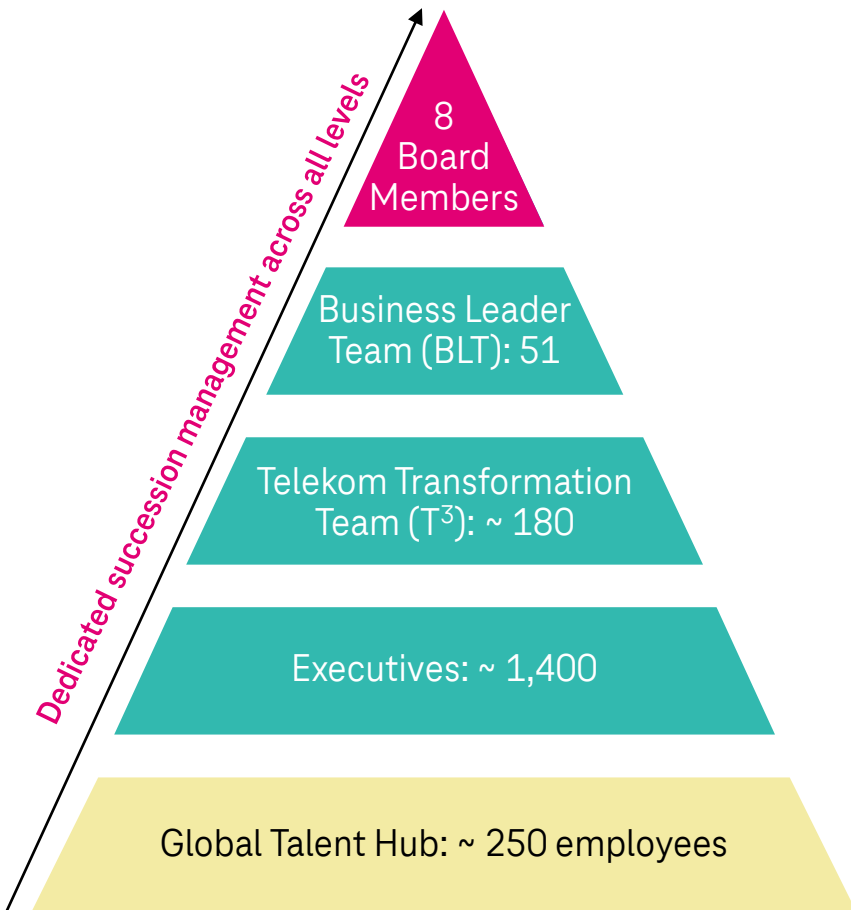 Dedicated succession management across all levels
8
Board
Members
Business Leader
Team (BLT): 51
Telekom Transformation
Team (T³): ~ 180
Executives: ~ 1,400
Global Talent Hub: ~ 250 employees